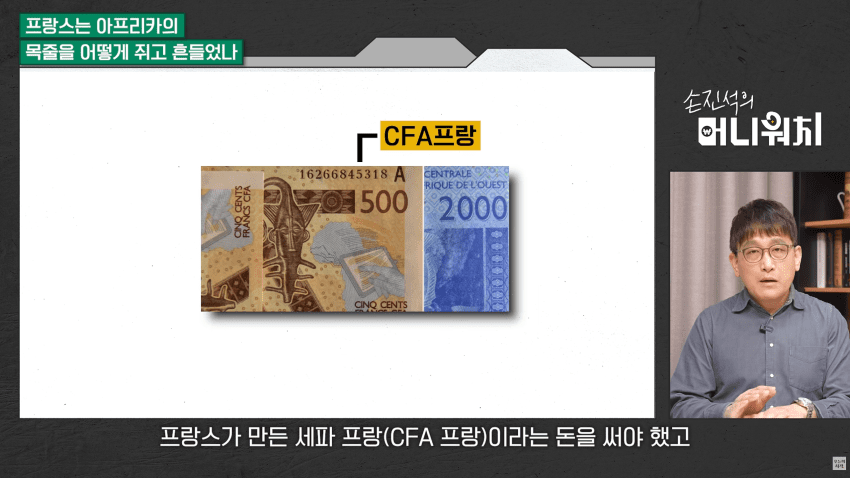 프랑스는 아프리카의
목줄을 어떻게 쥐고 흔들었나
손진석의
머니워치
CFA프랑
16266845318 A
500
CINQ CENTS
FRANCS CFA
CINQ CENTS
FRANCS CFA
CENTRALE
RIQUE DE L'OUEST
2000
프랑스가 만든 세파 프랑(CFA 프랑)이라는 돈을 써야 했고